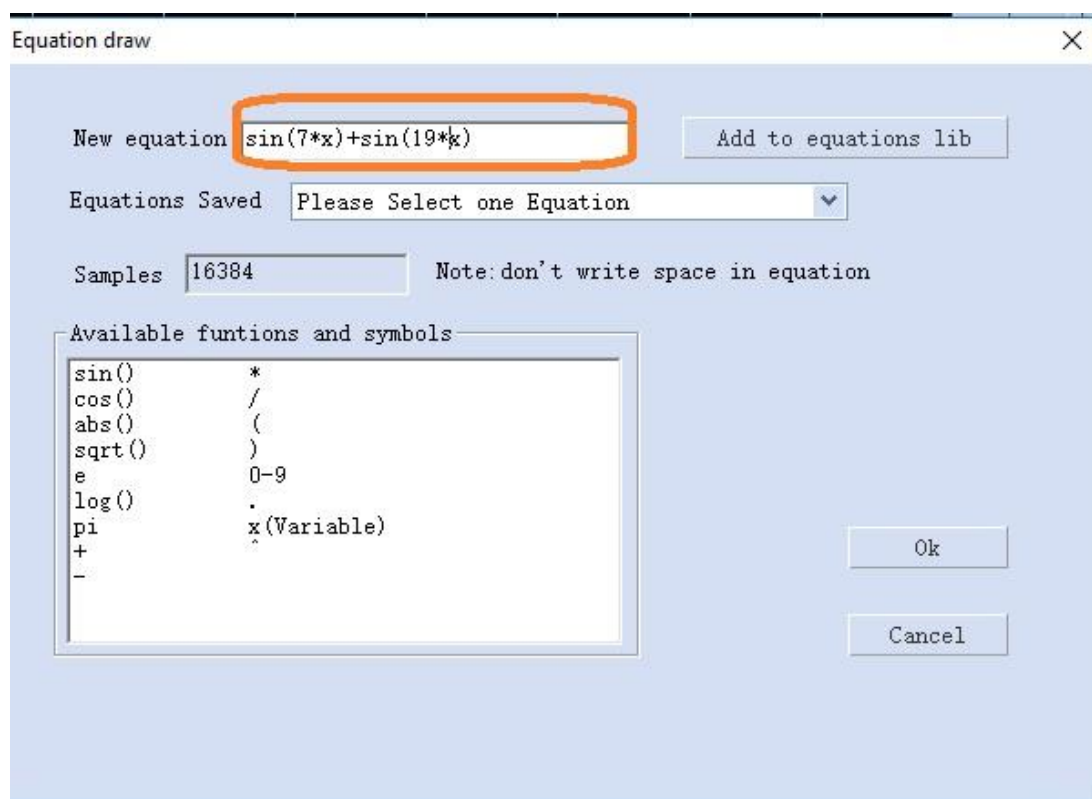 Equation draw
New equation sin(7*x)+sin(19*x) Add to equations lib
Equations Saved Please Select one Equation
Samples 16384 Note:don't write space in equation
Available funtions and symbols
sin() *
cos() /
abs() (
sqrt() )
e 0-9
log() .
pi x(Variable)
+ ^
-
Ok
Cancel